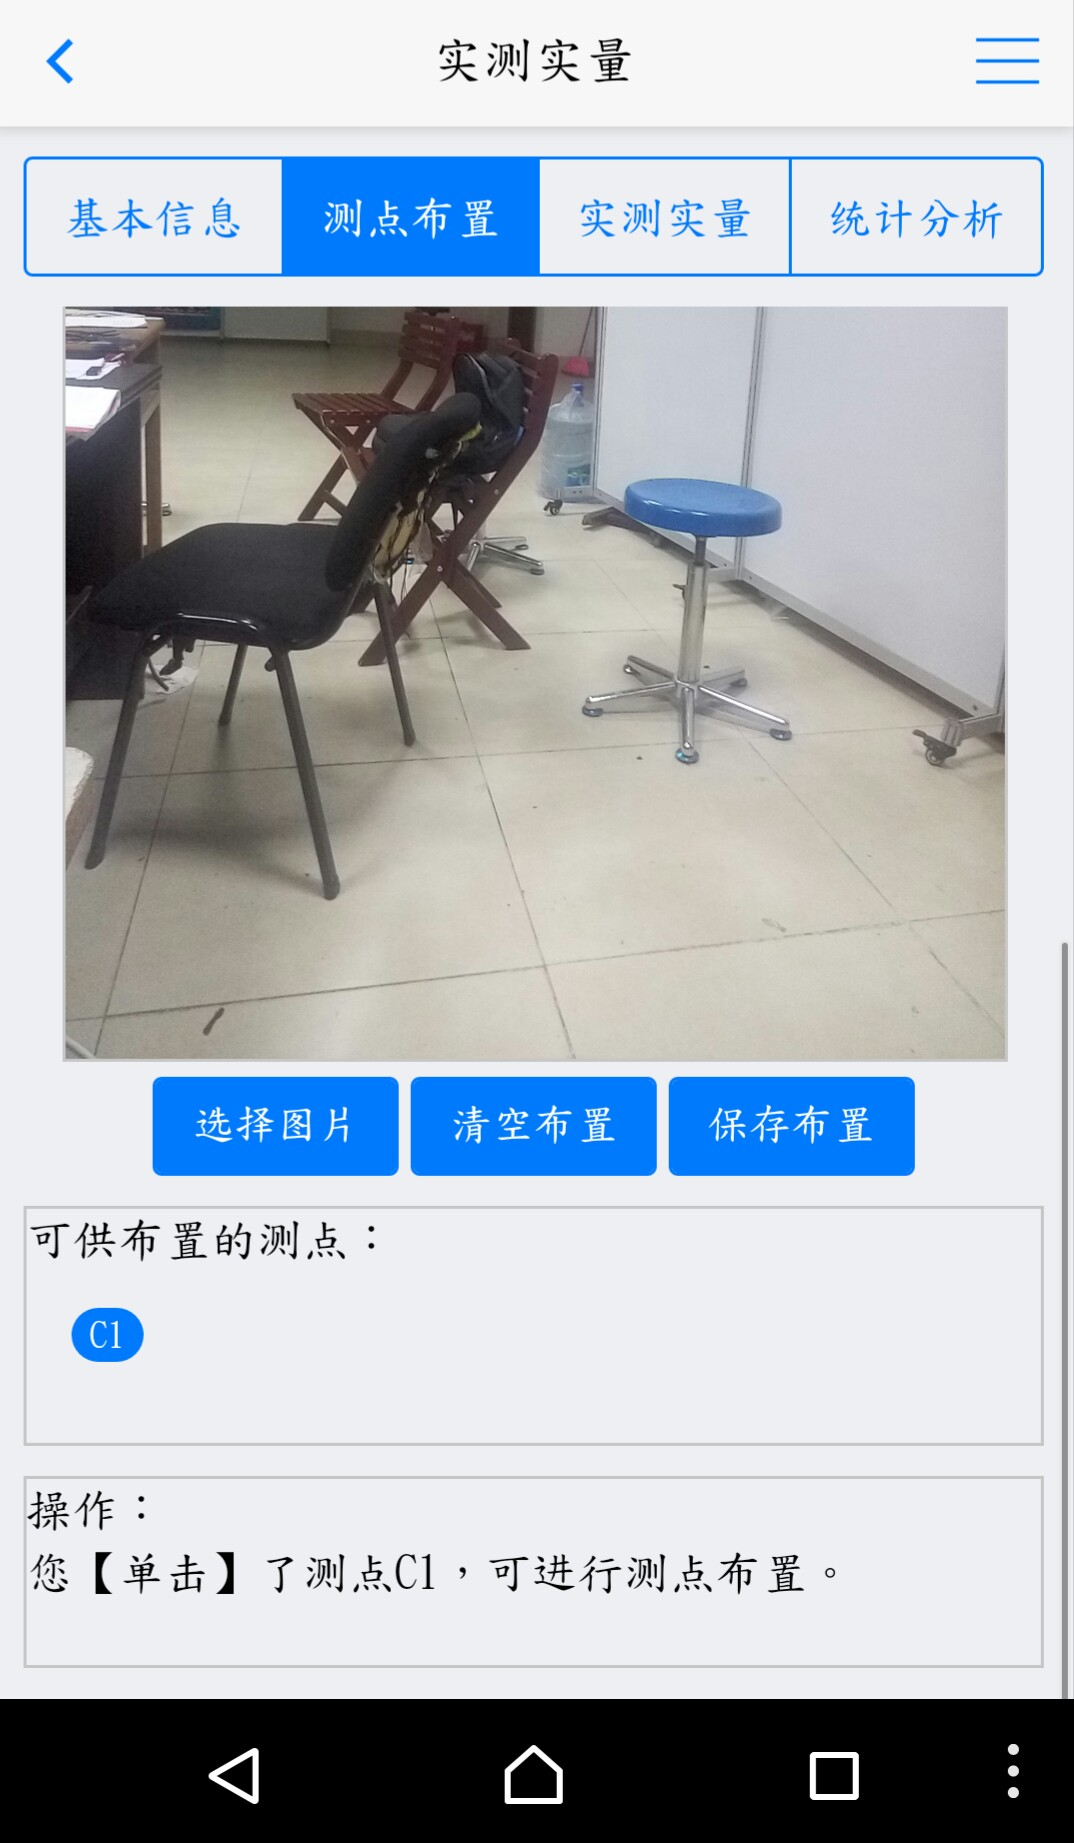 实测实量
基本信息 测点布置 实测实量 统计分析
选择图片 清空布置 保存布置
可供布置的测点：
C1
操作：
您【单击】了测点C1，可进行测点布置。